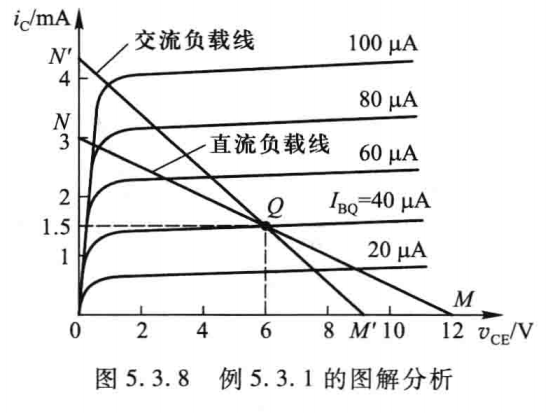 i_C/mA
N′
交流负载线
100 μA
4
80 μA
N
3
直流负载线
60 μA
2
Q
I_BQ=40 μA
1.5
1
20 μA
M
0
2
4
6
8
M′
10
12
v_CE/V
图 5.3.8 例 5.3.1 的图解分析